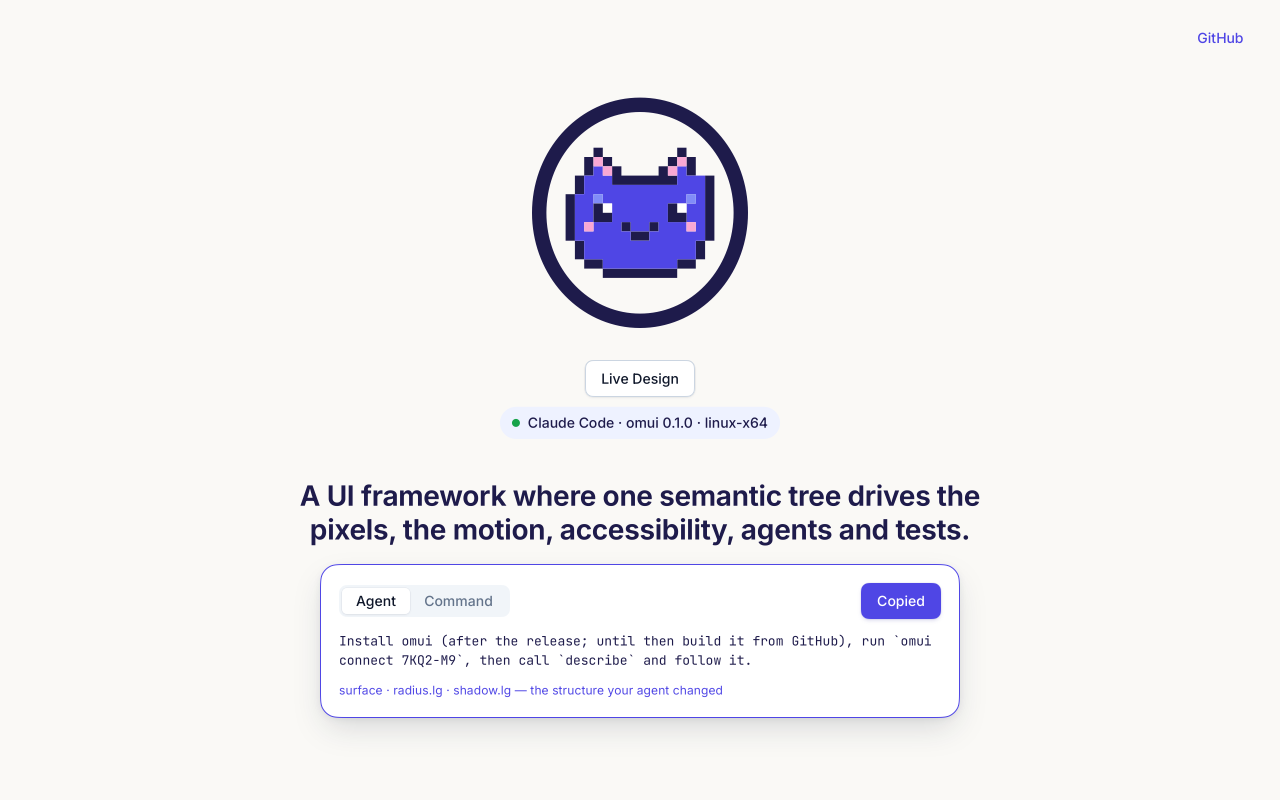 GitHub
Live Design
Claude Code · omui 0.1.0 · linux-x64
A UI framework where one semantic tree drives the
pixels, the motion, accessibility, agents and tests.
Agent
Command
Copied
Install omui (after the release; until then build it from GitHub), run `omui
connect 7KQ2-M9`, then call `describe` and follow it.
surface · radius.lg · shadow.lg — the structure your agent changed